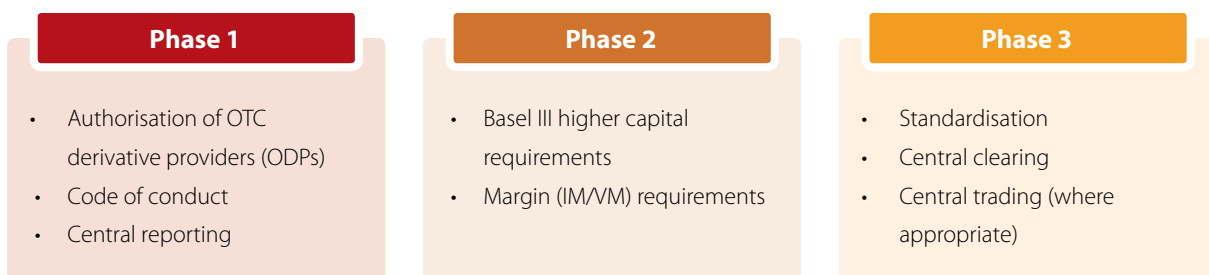 Phase 1
• Authorisation of OTC
derivative providers (ODPs)
• Code of conduct
• Central reporting
Phase 2
• Basel III higher capital
requirements
• Margin (IM/VM) requirements
Phase 3
• Standardisation
• Central clearing
• Central trading (where
appropriate)